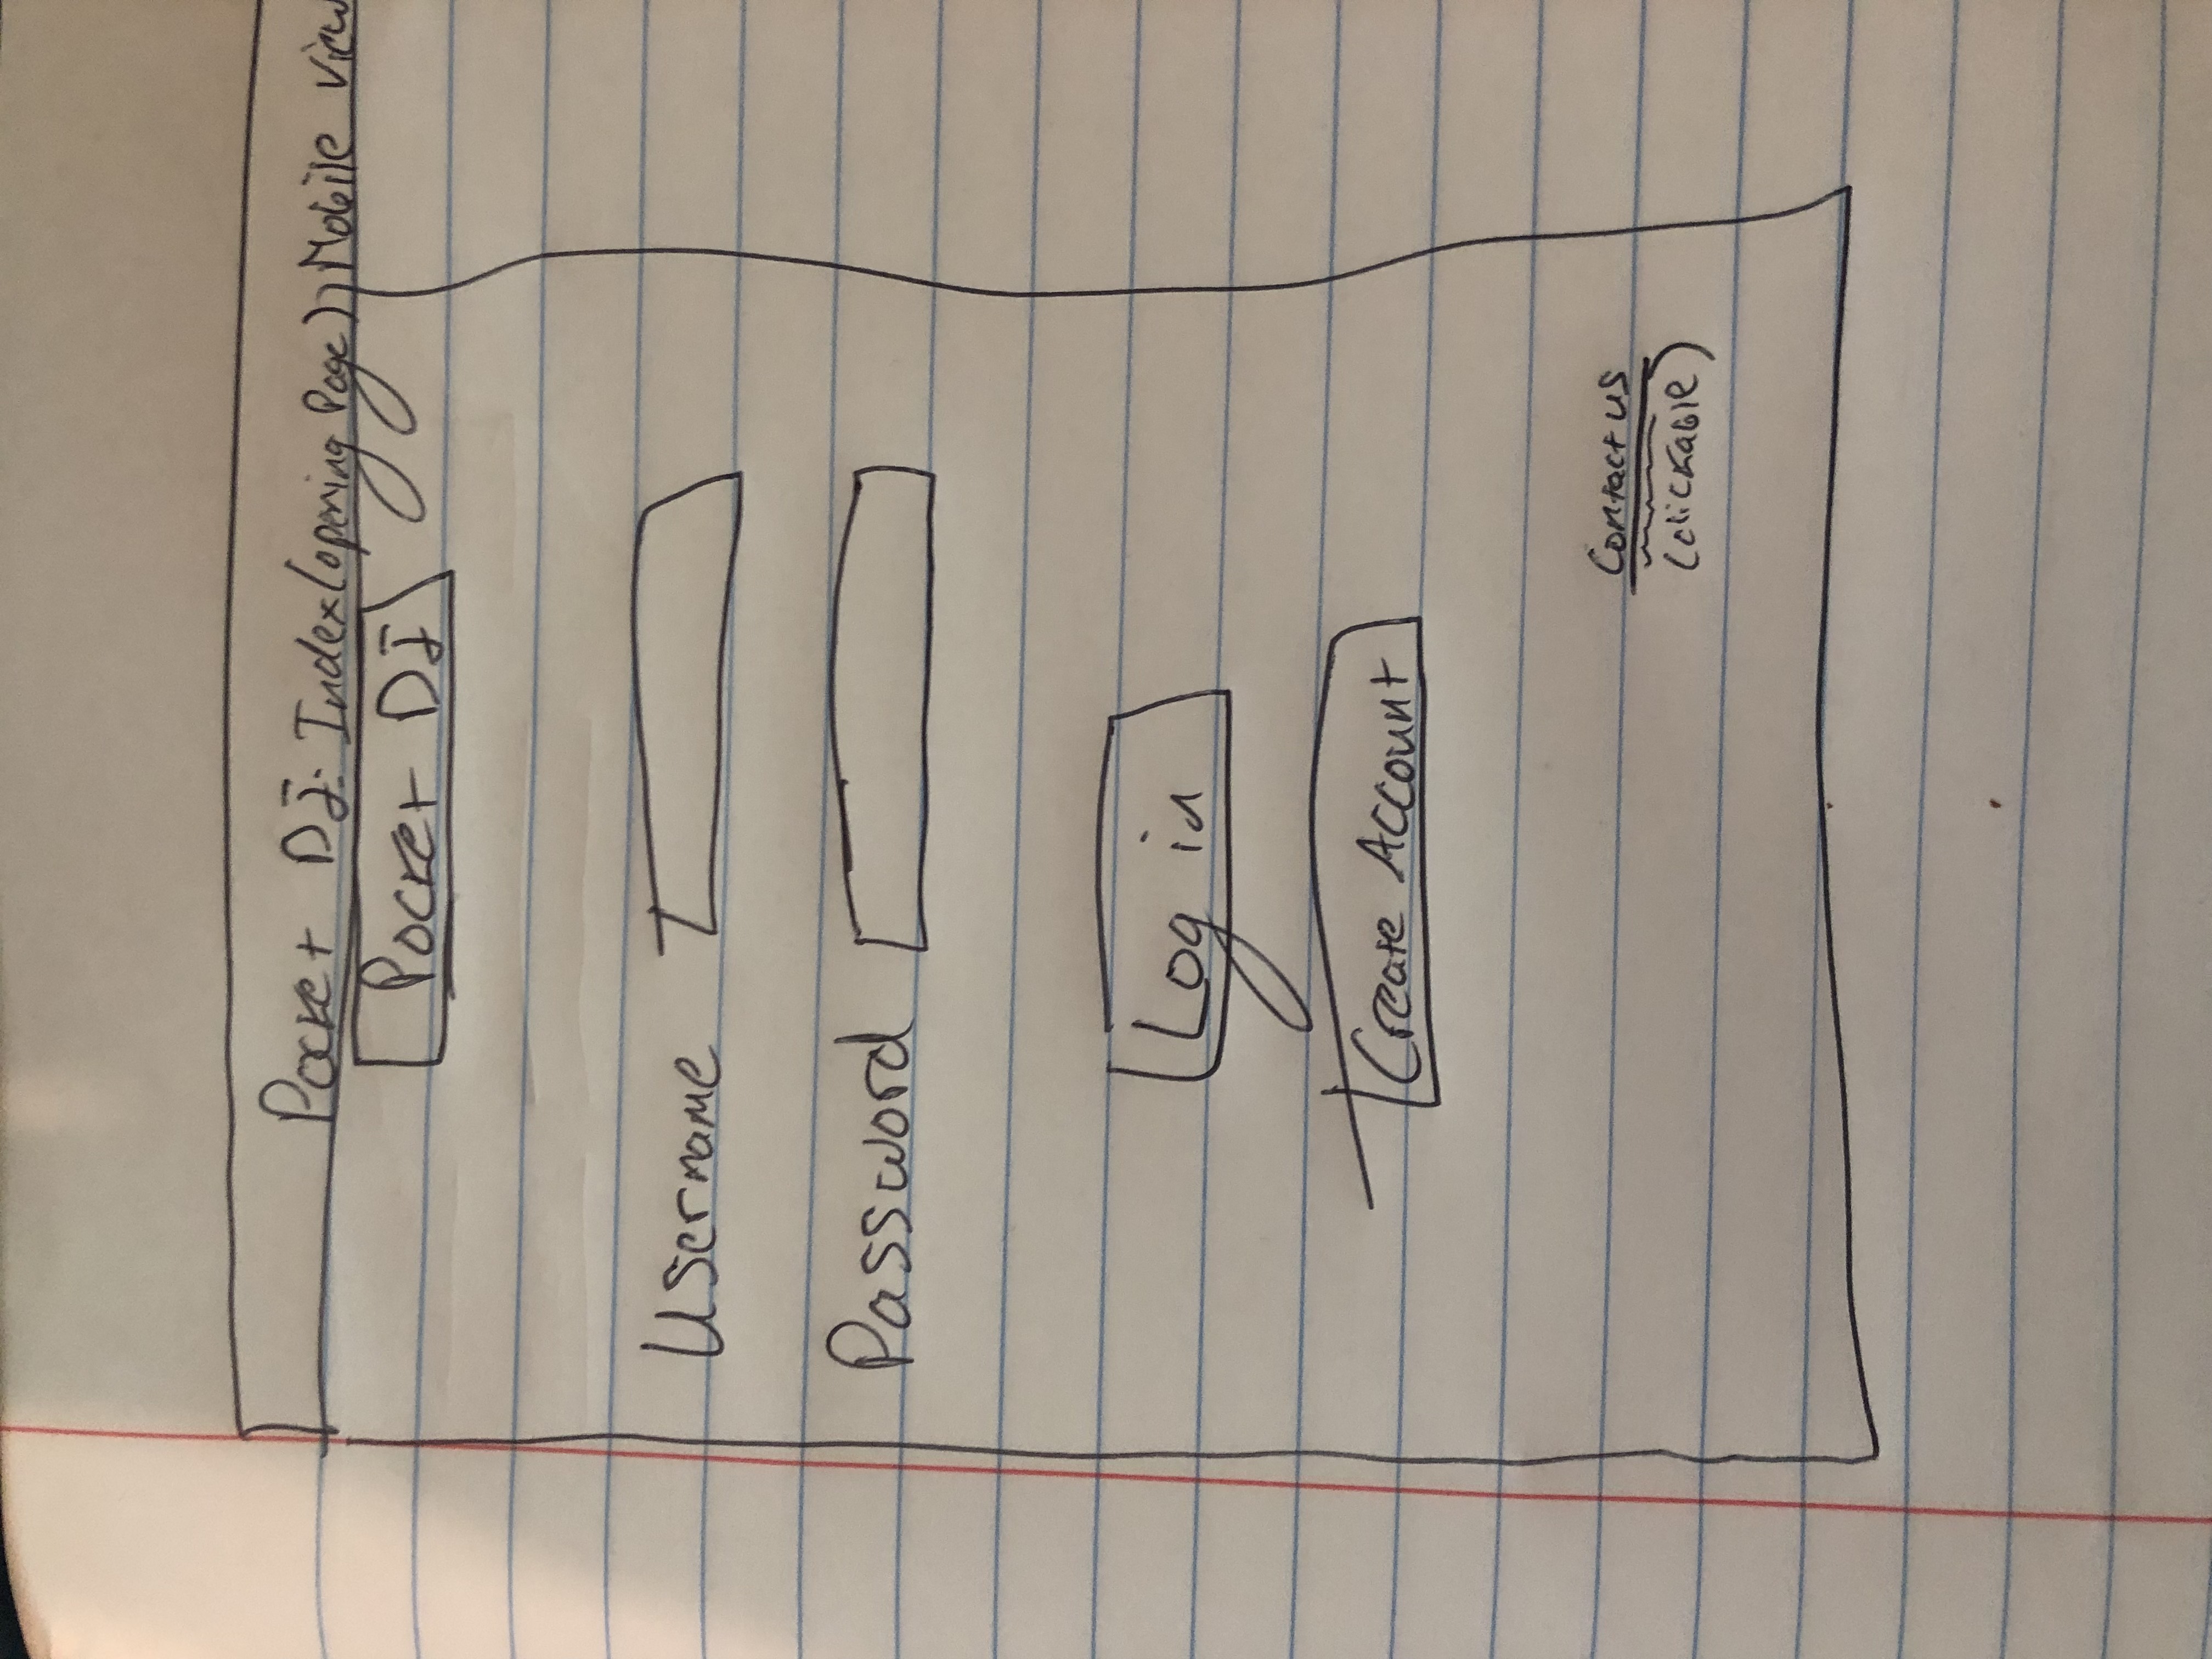 Pocket DJ: Index (opening Page) Mobile View
Pocket DJ
Username
Password
Log in
Create Account
Contact us
(clickable)